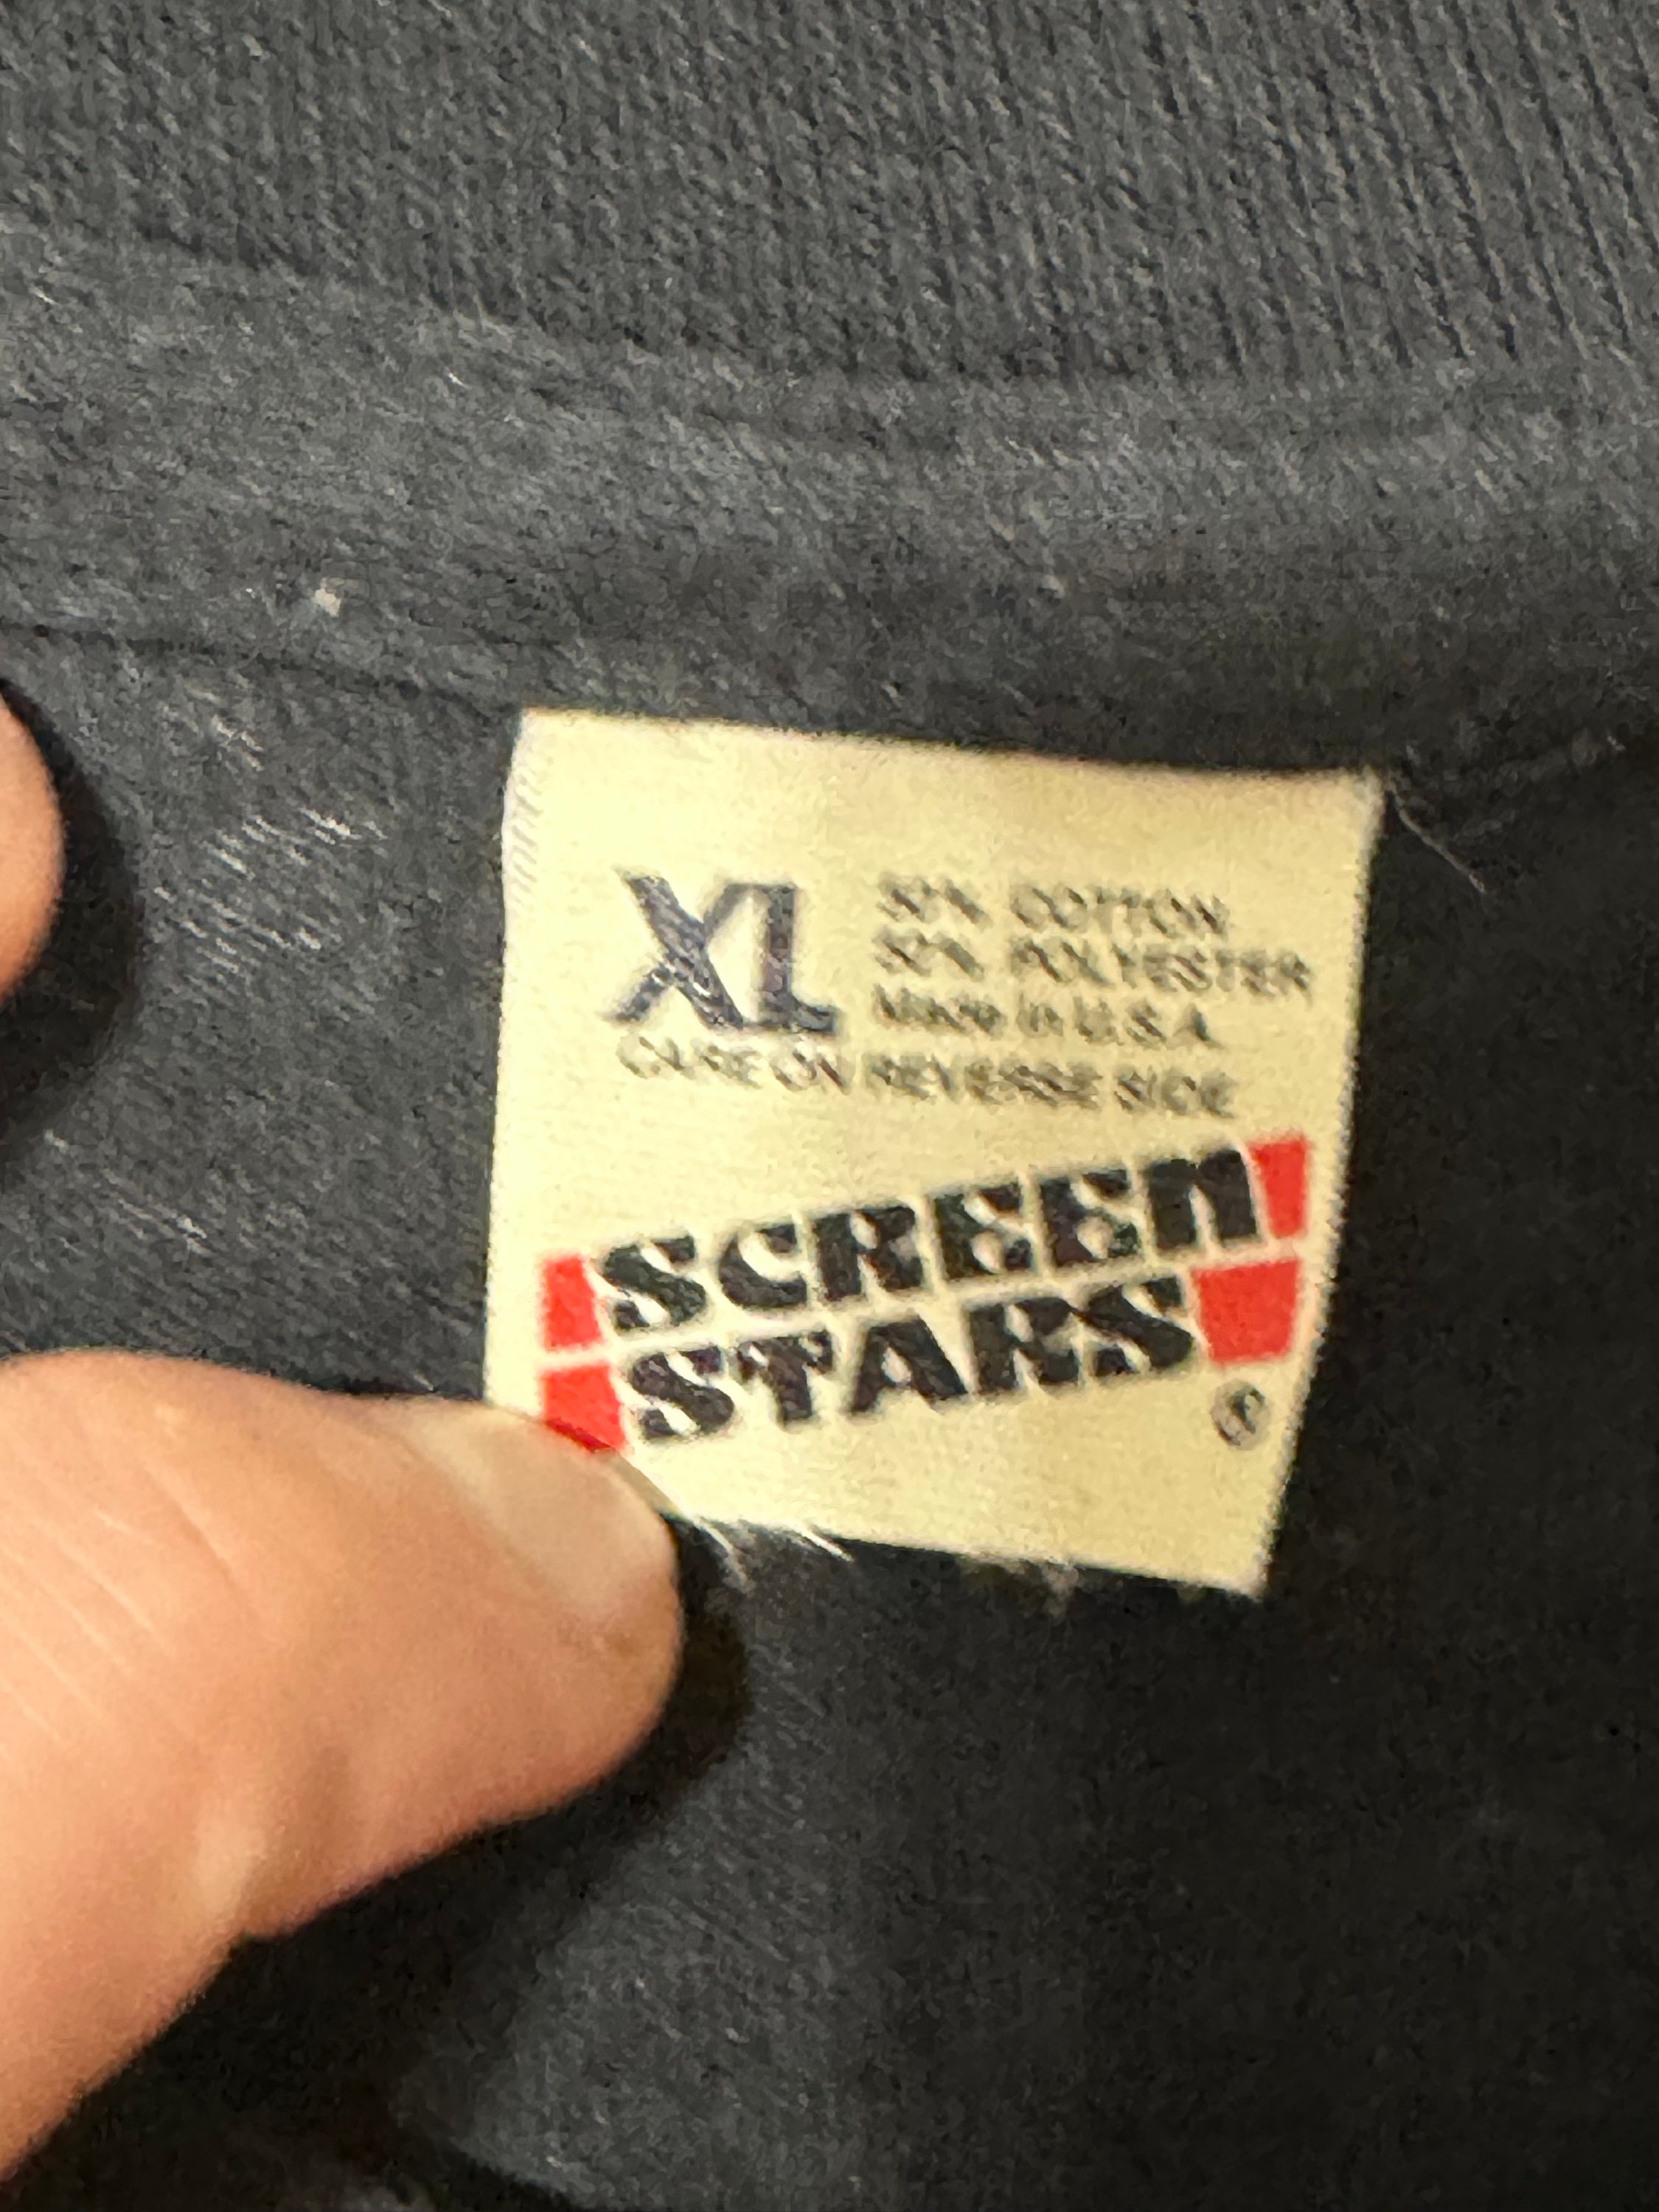 XL
50% COTTON
50% POLYESTER
Made in U.S.A.
CARE ON REVERSE SIDE
SCREEN
STARS
®